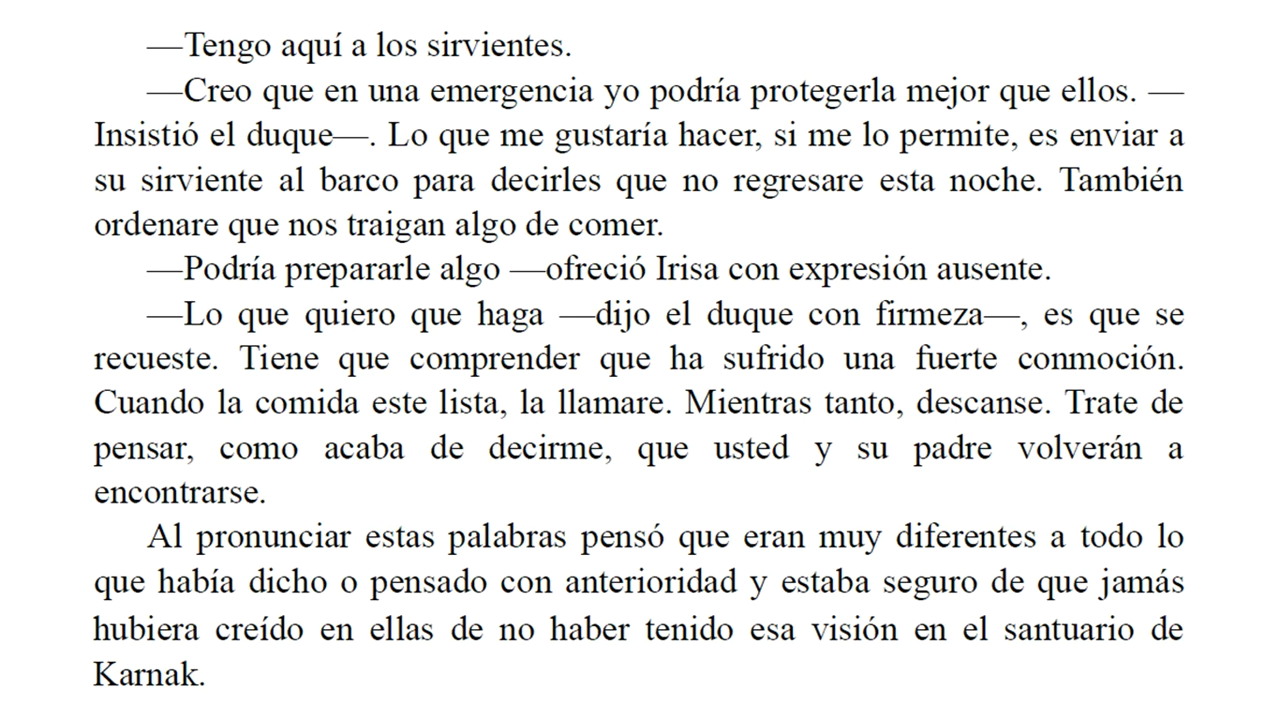 —Tengo aquí a los sirvientes.
—Creo que en una emergencia yo podría protegerla mejor que ellos. —
Insistió el duque—. Lo que me gustaría hacer, si me lo permite, es enviar a
su sirviente al barco para decirles que no regresare esta noche. También
ordenare que nos traigan algo de comer.
—Podría prepararle algo —ofreció Irisa con expresión ausente.
—Lo que quiero que haga —dijo el duque con firmeza—, es que se
recueste. Tiene que comprender que ha sufrido una fuerte conmoción.
Cuando la comida este lista, la llamare. Mientras tanto, descanse. Trate de
pensar, como acaba de decirme, que usted y su padre volverán a
encontrarse.
Al pronunciar estas palabras pensó que eran muy diferentes a todo lo
que había dicho o pensado con anterioridad y estaba seguro de que jamás
hubiera creído en ellas de no haber tenido esa visión en el santuario de
Karnak.